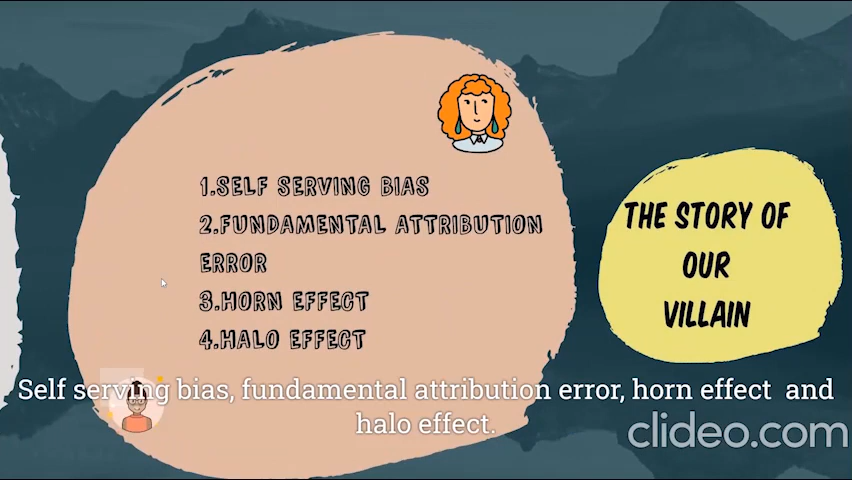 1.SELF SERVING BIAS
2.FUNDAMENTAL ATTRIBUTION
ERROR
3.HORN EFFECT
4.HALO EFFECT
THE STORY OF
OUR
VILLAIN
Self serving bias, fundamental attribution error, horn effect and
halo effect.
clideo.com